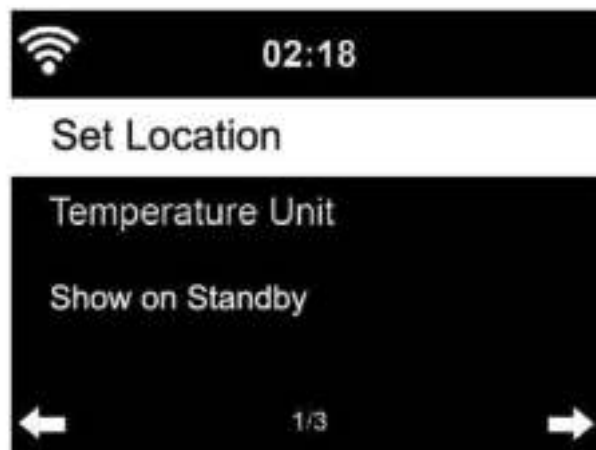 02:18
Set Location
Temperature Unit
Show on Standby
1/3